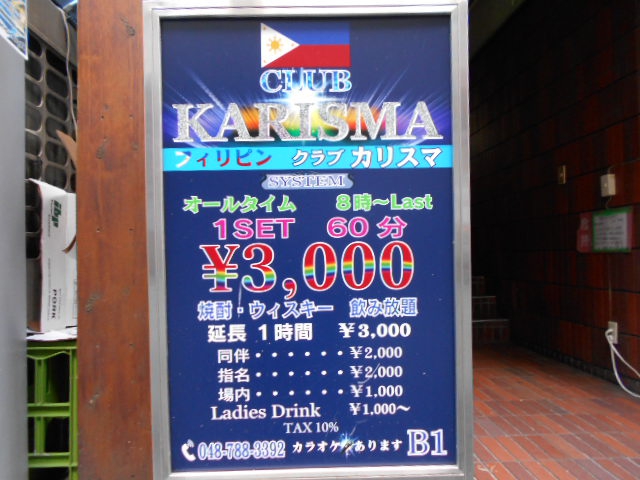 CLUB
KARISMA
フィリピン クラブ カリスマ
SYSTEM
オールタイム 8時〜Last
1SET 60分
¥3,000
焼酎・ウィスキー 飲み放題
延長 1時間 ¥3,000
同伴・・・・・・¥2,000
指名・・・・・・¥2,000
場内・・・・・・¥1,000
Ladies Drink ¥1,000〜
TAX 10%
048-788-3392 カラオケあります B1
PORK